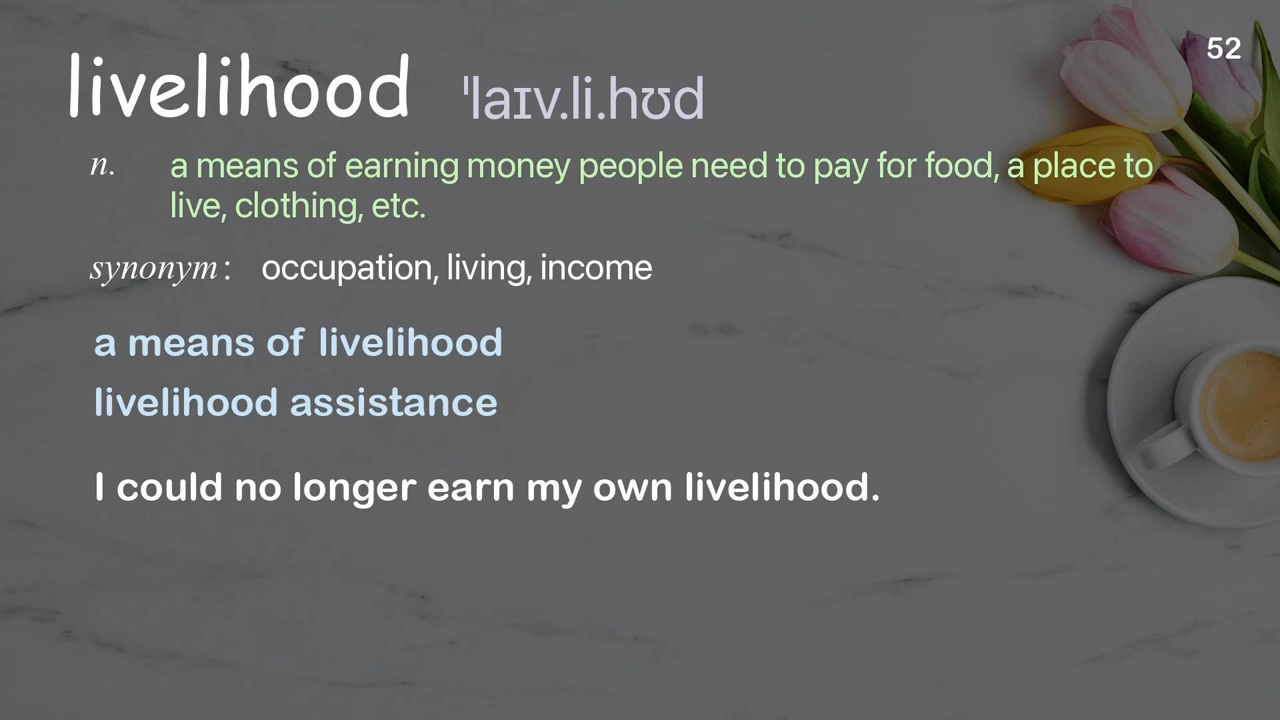 52
livelihood ˈlaɪv.li.hʊd
n. a means of earning money people need to pay for food, a place to
live, clothing, etc.
synonym: occupation, living, income
a means of livelihood
livelihood assistance
I could no longer earn my own livelihood.